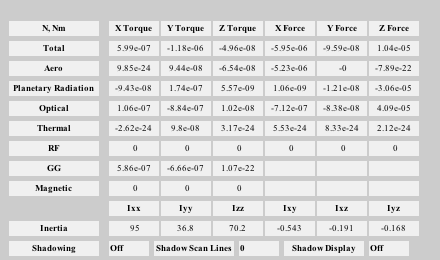 N, Nm X Torque Y Torque Z Torque X Force Y Force Z Force
Total 5.99e-07 -1.18e-06 -4.96e-08 -5.95e-06 -9.59e-08 1.04e-05
Aero 9.85e-24 9.44e-08 -6.54e-08 -5.23e-06 -0 -7.89e-22
Planetary Radiation -9.43e-08 1.74e-07 5.57e-09 1.06e-09 -1.21e-08 -3.06e-05
Optical 1.06e-07 -8.84e-07 1.02e-08 -7.12e-07 -8.38e-08 4.09e-05
Thermal -2.62e-24 9.8e-08 3.17e-24 5.53e-24 8.33e-24 2.12e-24
RF 0 0 0 0 0 0
GG 5.86e-07 -6.66e-07 1.07e-22
Magnetic 0 0 0
Ixx Iyy Izz Ixy Ixz Iyz
Inertia 95 36.8 70.2 -0.543 -0.191 -0.168
Shadowing Off Shadow Scan Lines 0 Shadow Display Off